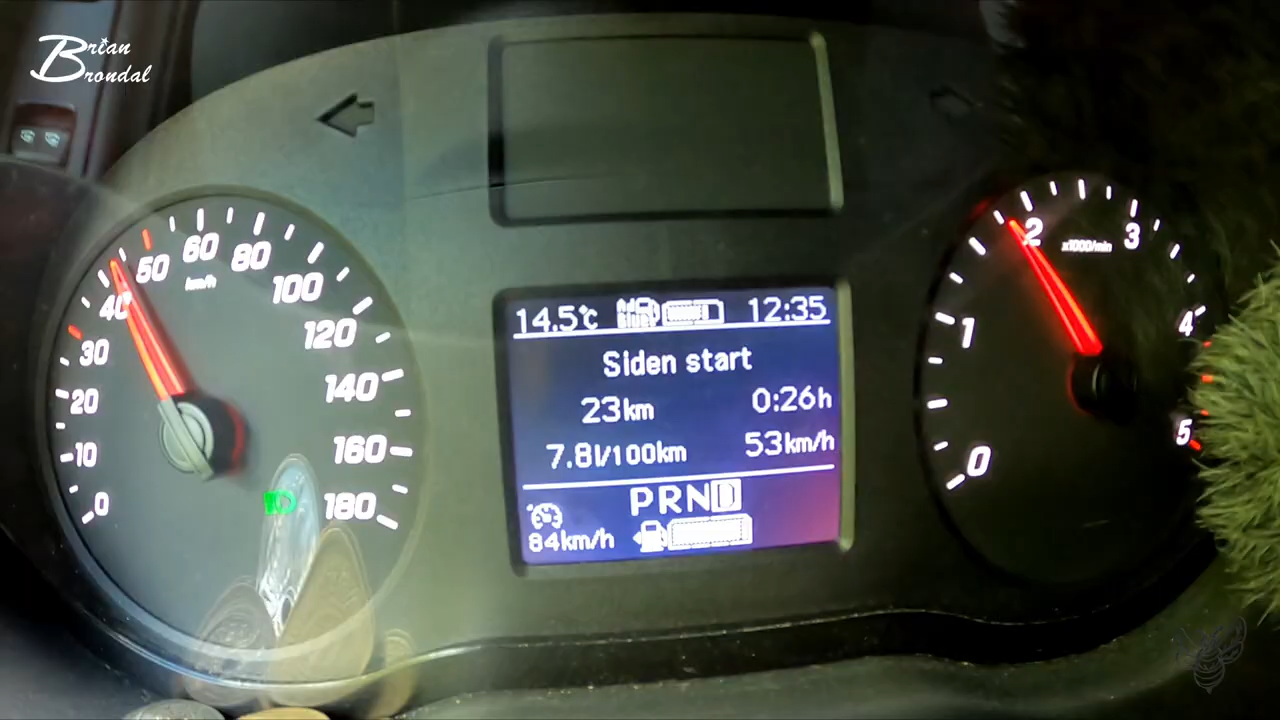 Brian
Brondal
0
10
20
30
40
50
60
80
100
120
140
160
180
km/h
14.5°C
12:35
Siden start
23km 0:26h
7.8l/100km 53km/h
PRND
84km/h
0
1
2
3
4
5
x1000/min